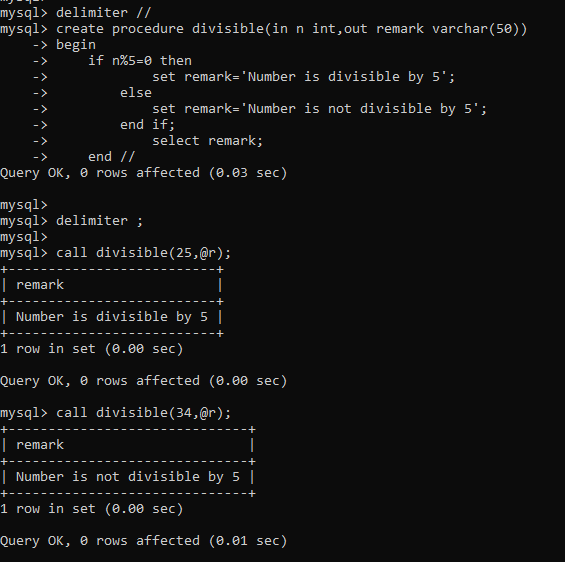 mysql> delimiter //
mysql> create procedure divisible(in n int,out remark varchar(50))
    -> begin
    ->     if n%5=0 then
    ->             set remark='Number is divisible by 5';
    ->         else
    ->             set remark='Number is not divisible by 5';
    ->         end if;
    ->             select remark;
    ->     end //
Query OK, 0 rows affected (0.03 sec)

mysql>
mysql> delimiter ;
mysql>
mysql> call divisible(25,@r);
+--------------------------+
| remark                   |
+--------------------------+
| Number is divisible by 5 |
+--------------------------+
1 row in set (0.00 sec)

Query OK, 0 rows affected (0.00 sec)

mysql> call divisible(34,@r);
+------------------------------+
| remark                       |
+------------------------------+
| Number is not divisible by 5 |
+------------------------------+
1 row in set (0.00 sec)

Query OK, 0 rows affected (0.01 sec)